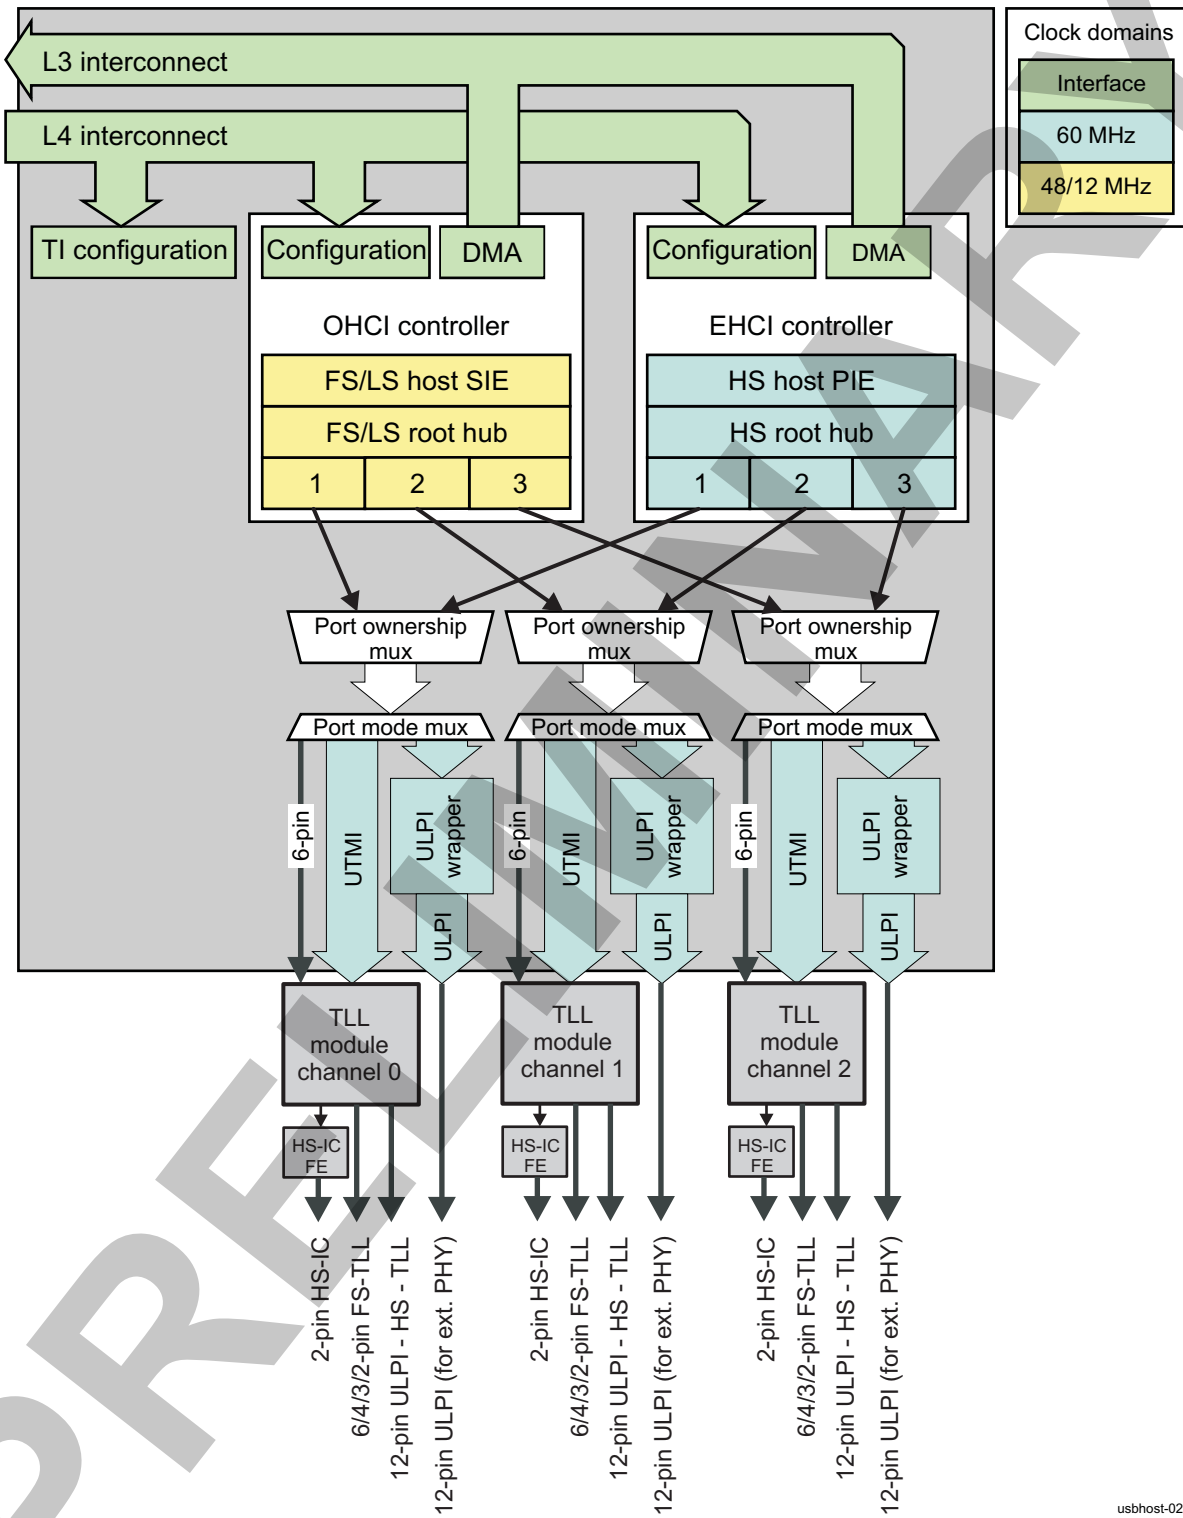 Clock domains
L3 interconnect
Interface
L4 interconnect
60 MHz
48/12 MHz
TI configuration
Configuration
DMA
Configuration
DMA
OHCI controller
EHCI controller
FS/LS host SIE
HS host PIE
FS/LS root hub
HS root hub
1 2 3
1 2 3
Port ownership
mux
Port ownership
mux
Port ownership
mux
Port mode mux
Port mode mux
Port mode mux
6-pin
UTMI
ULPI
wrapper
ULPI
6-pin
UTMI
ULPI
wrapper
ULPI
6-pin
UTMI
ULPI
wrapper
ULPI
TLL
module
channel 0
TLL
module
channel 1
TLL
module
channel 2
HS-IC
FE
HS-IC
FE
HS-IC
FE
2-pin HS-IC
6/4/3/2-pin FS-TLL
12-pin ULPI - HS - TLL
12-pin ULPI (for ext. PHY)
2-pin HS-IC
6/4/3/2-pin FS-TLL
12-pin ULPI - HS - TLL
12-pin ULPI (for ext. PHY)
2-pin HS-IC
6/4/3/2-pin FS-TLL
12-pin ULPI - HS - TLL
12-pin ULPI (for ext. PHY)
usbhost-02
PRELIMINARY